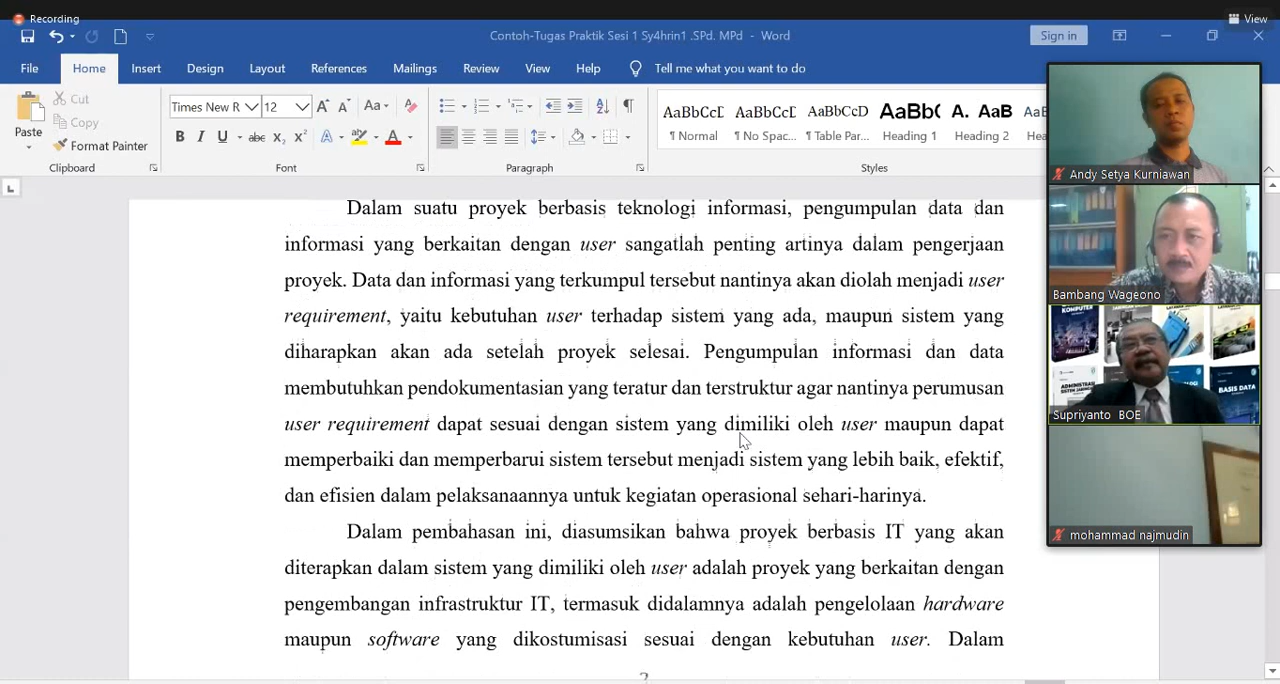 Recording
View
Contoh-Tugas Praktik Sesi 1 Sy4hrin1 .SPd. MPd - Word
Sign in
File Home Insert Design Layout References Mailings Review View Help Tell me what you want to do
Paste
Cut
Copy
Format Painter
Clipboard
Times New R 12
Font
Paragraph
AaBbCcD AaBbCcD AaBbCcD AaBb( A. AaB AaB
¶ Normal ¶ No Spac... ¶ Table Par... Heading 1 Heading 2 Hea
Styles
Dalam suatu proyek berbasis teknologi informasi, pengumpulan data dan
informasi yang berkaitan dengan user sangatlah penting artinya dalam pengerjaan
proyek. Data dan informasi yang terkumpul tersebut nantinya akan diolah menjadi user
requirement, yaitu kebutuhan user terhadap sistem yang ada, maupun sistem yang
diharapkan akan ada setelah proyek selesai. Pengumpulan informasi dan data
membutuhkan pendokumentasian yang teratur dan terstruktur agar nantinya perumusan
user requirement dapat sesuai dengan sistem yang dimiliki oleh user maupun dapat
memperbaiki dan memperbarui sistem tersebut menjadi sistem yang lebih baik, efektif,
dan efisien dalam pelaksanaannya untuk kegiatan operasional sehari-harinya.
Dalam pembahasan ini, diasumsikan bahwa proyek berbasis IT yang akan
diterapkan dalam sistem yang dimiliki oleh user adalah proyek yang berkaitan dengan
pengembangan infrastruktur IT, termasuk didalamnya adalah pengelolaan hardware
maupun software yang dikostumisasi sesuai dengan kebutuhan user. Dalam
Andy Setya Kurniawan
Bambang Wageono
KOMPUTER
ADMINISTRASI
SISTEM JARINGAN
BASIS DATA
Supriyanto BOE
mohammad najmudin